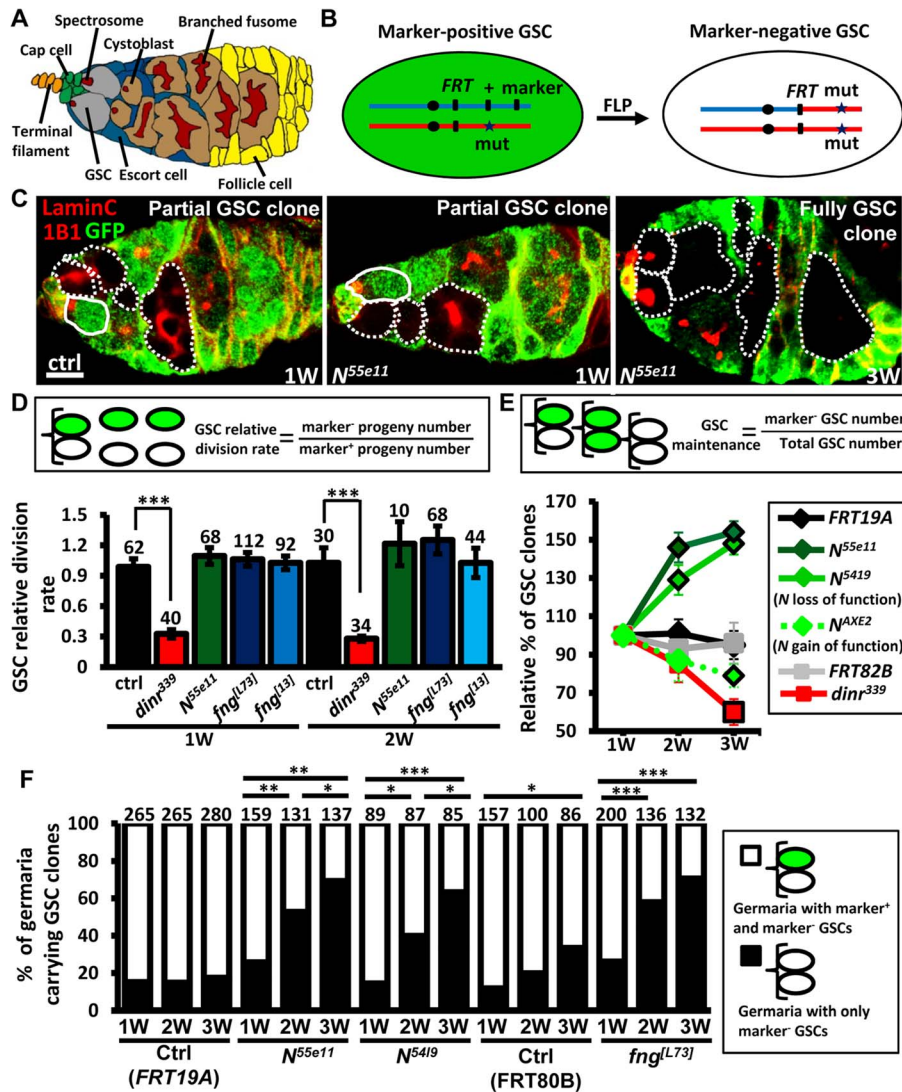 A
Spectrosome
Cap cell
Cystoblast
Branched fusome
Terminal
filament
GSC
Escort cell
Follicle cell
B
Marker-positive GSC
Marker-negative GSC
FRT + marker
mut
FLP
FRT mut
mut
C
LaminC
1B1 GFP
Partial GSC clone
ctrl
1W
Partial GSC clone
N55e11
1W
Fully GSC
clone
N55e11
3W
D
GSC relative
division rate
=
marker- progeny number
marker+ progeny number
GSC relative division
rate
1.5
1.2
0.9
0.6
0.3
0
***
***
62
40
68
112
92
30
34
10
68
44
ctrl
dinr339
N55e11
fng[L73]
fng[13]
ctrl
dinr339
N55e11
fng[L73]
fng[13]
1W
2W
E
GSC
maintenance
=
marker- GSC number
Total GSC number
Relative % of GSC clones
170
150
130
110
90
70
50
1W 2W 3W
FRT19A
N55e11
N5419
(N loss of function)
NAXE2
(N gain of function)
FRT82B
dinr339
F
% of germaria
carrying GSC clones
100
80
60
40
20
0
** *** ***
** * * * * *** 
265 265 280 159 131 137 89 87 85 157 100 86 200 136 132
1W 2W 3W 1W 2W 3W 1W 2W 3W 1W 2W 3W 1W 2W 3W
Ctrl
(FRT19A)
N55e11
N5419
Ctrl
(FRT80B)
fng[L73]
Germaria with marker+
and marker- GSCs
Germaria with only
marker- GSCs